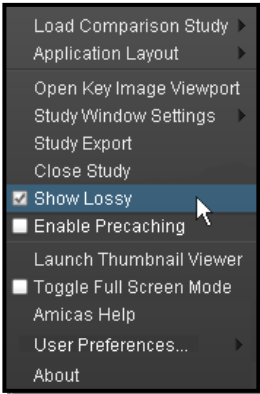 Load Comparison Study
Application Layout
Open Key Image Viewport
Study Window Settings
Study Export
Close Study
Show Lossy
Enable Precaching
Launch Thumbnail Viewer
Toggle Full Screen Mode
Amicas Help
User Preferences...
About